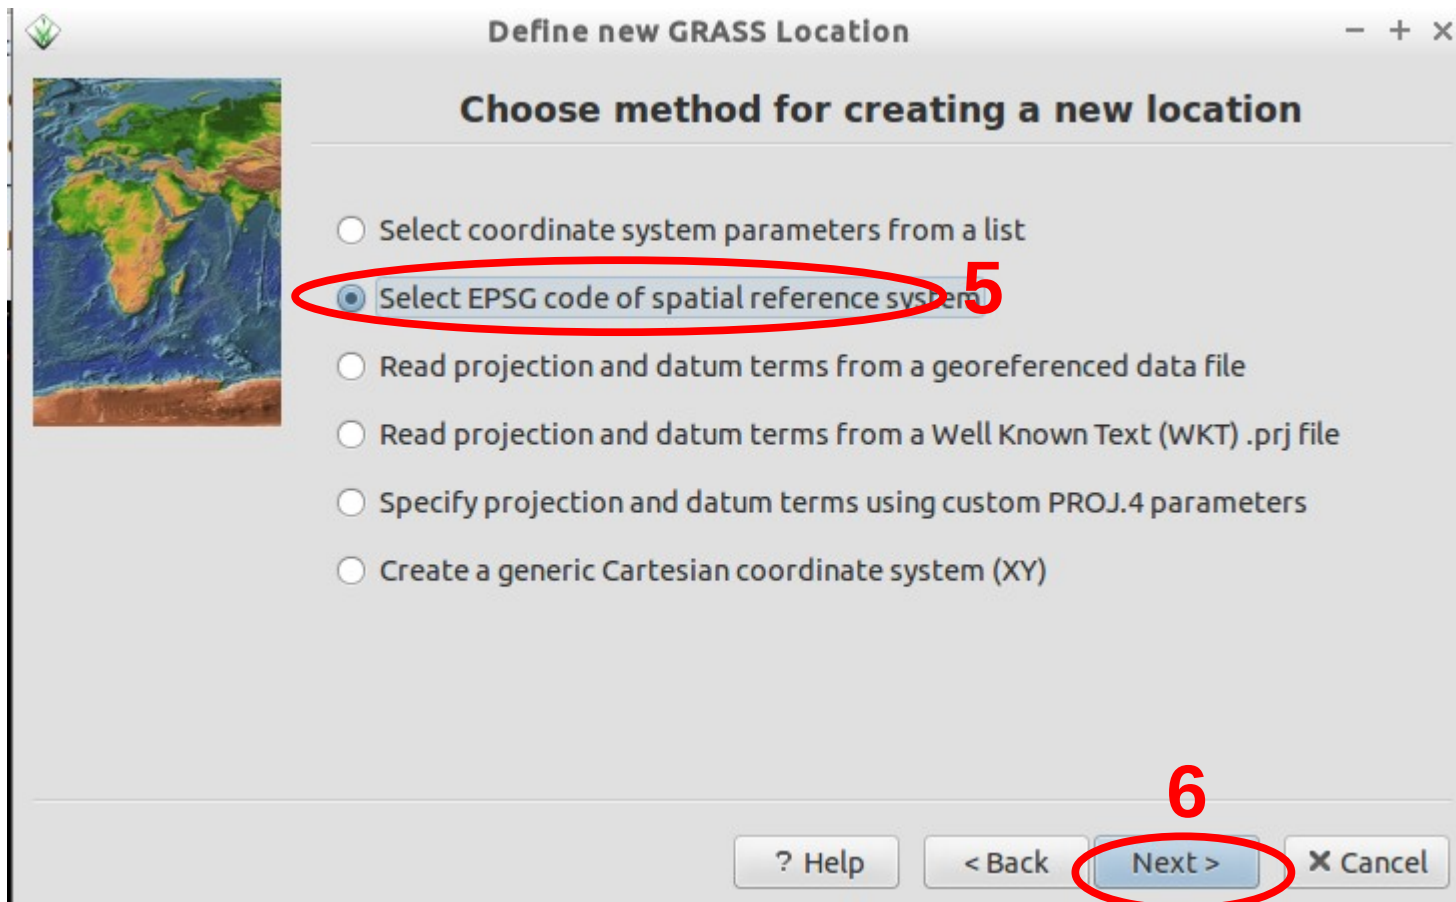 Define new GRASS Location
Choose method for creating a new location
Select coordinate system parameters from a list
Select EPSG code of spatial reference system 5
Read projection and datum terms from a georeferenced data file
Read projection and datum terms from a Well Known Text (WKT) .prj file
Specify projection and datum terms using custom PROJ.4 parameters
Create a generic Cartesian coordinate system (XY)
6
? Help < Back Next > X Cancel